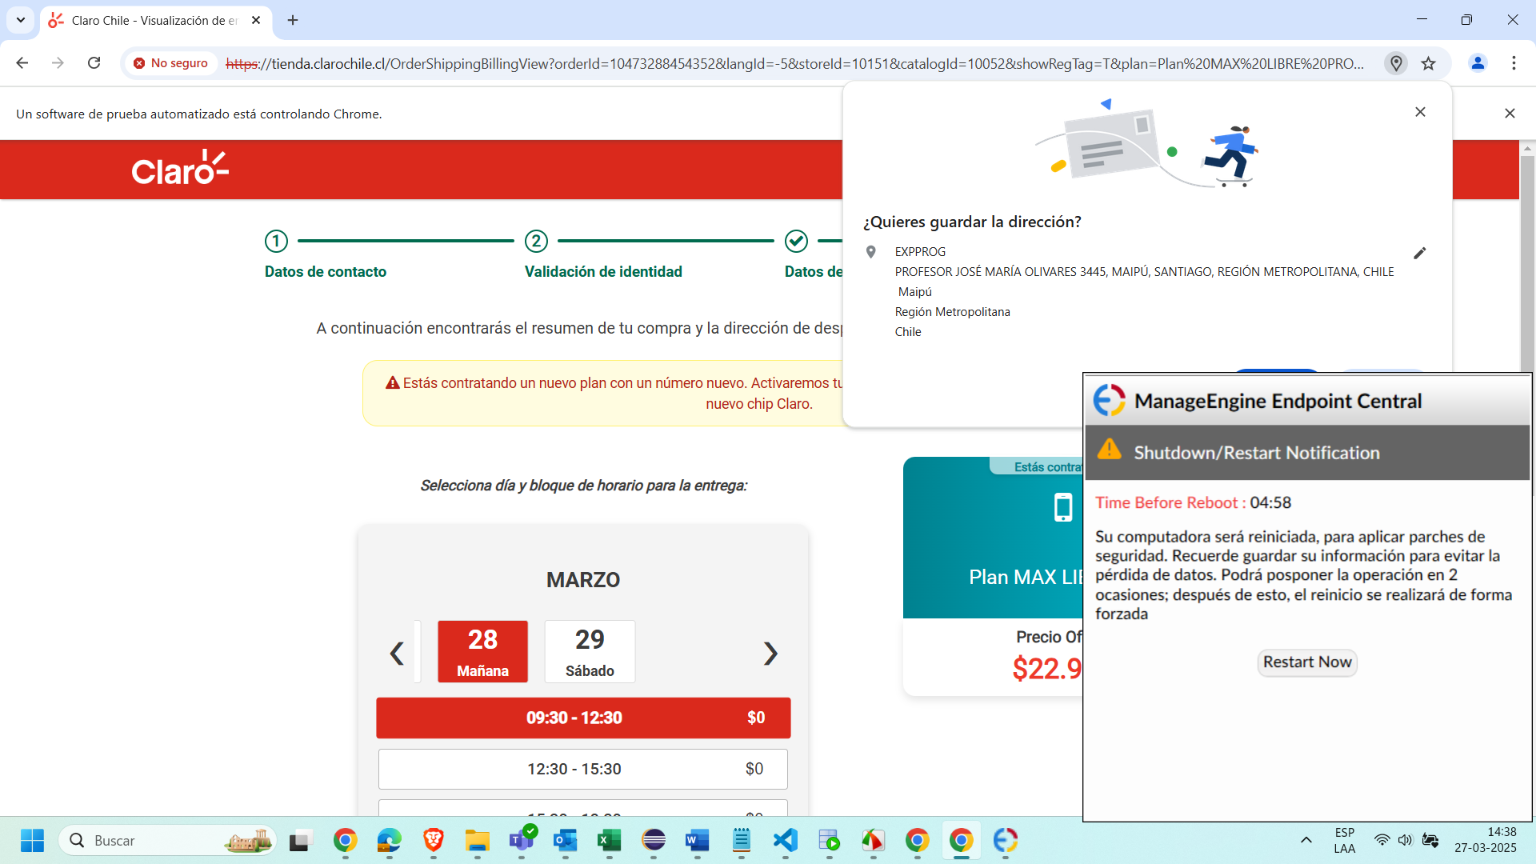 Claro Chile - Visualización de e
No seguro
https://tienda.clarochile.cl/OrderShippingBillingView?orderId=10473288454352&langId=-5&storeId=10151&catalogId=10052&showRegTag=T&plan=Plan%20MAX%20LIBRE%20PRO...
Un software de prueba automatizado está controlando Chrome.
Claro
1
2
Datos de contacto
Validación de identidad
Datos de
A continuación encontrarás el resumen de tu compra y la dirección de desp
Estás contratando un nuevo plan con un número nuevo. Activaremos tu
nuevo chip Claro.
¿Quieres guardar la dirección?
EXPPROG
PROFESOR JOSÉ MARÍA OLIVARES 3445, MAIPÚ, SANTIAGO, REGIÓN METROPOLITANA, CHILE
Maipú
Región Metropolitana
Chile
Selecciona día y bloque de horario para la entrega:
MARZO
28
Mañana
29
Sábado
09:30 - 12:30 $0
12:30 - 15:30 $0
Estás contra
Plan MAX LI
Precio Of
$22.9
ManageEngine Endpoint Central
Shutdown/Restart Notification
Time Before Reboot : 04:58
Su computadora será reiniciada, para aplicar parches de
seguridad. Recuerde guardar su información para evitar la
pérdida de datos. Podrá posponer la operación en 2
ocasiones; después de esto, el reinicio se realizará de forma
forzada
Restart Now
Buscar
ESP
LAA
14:38
27-03-2025